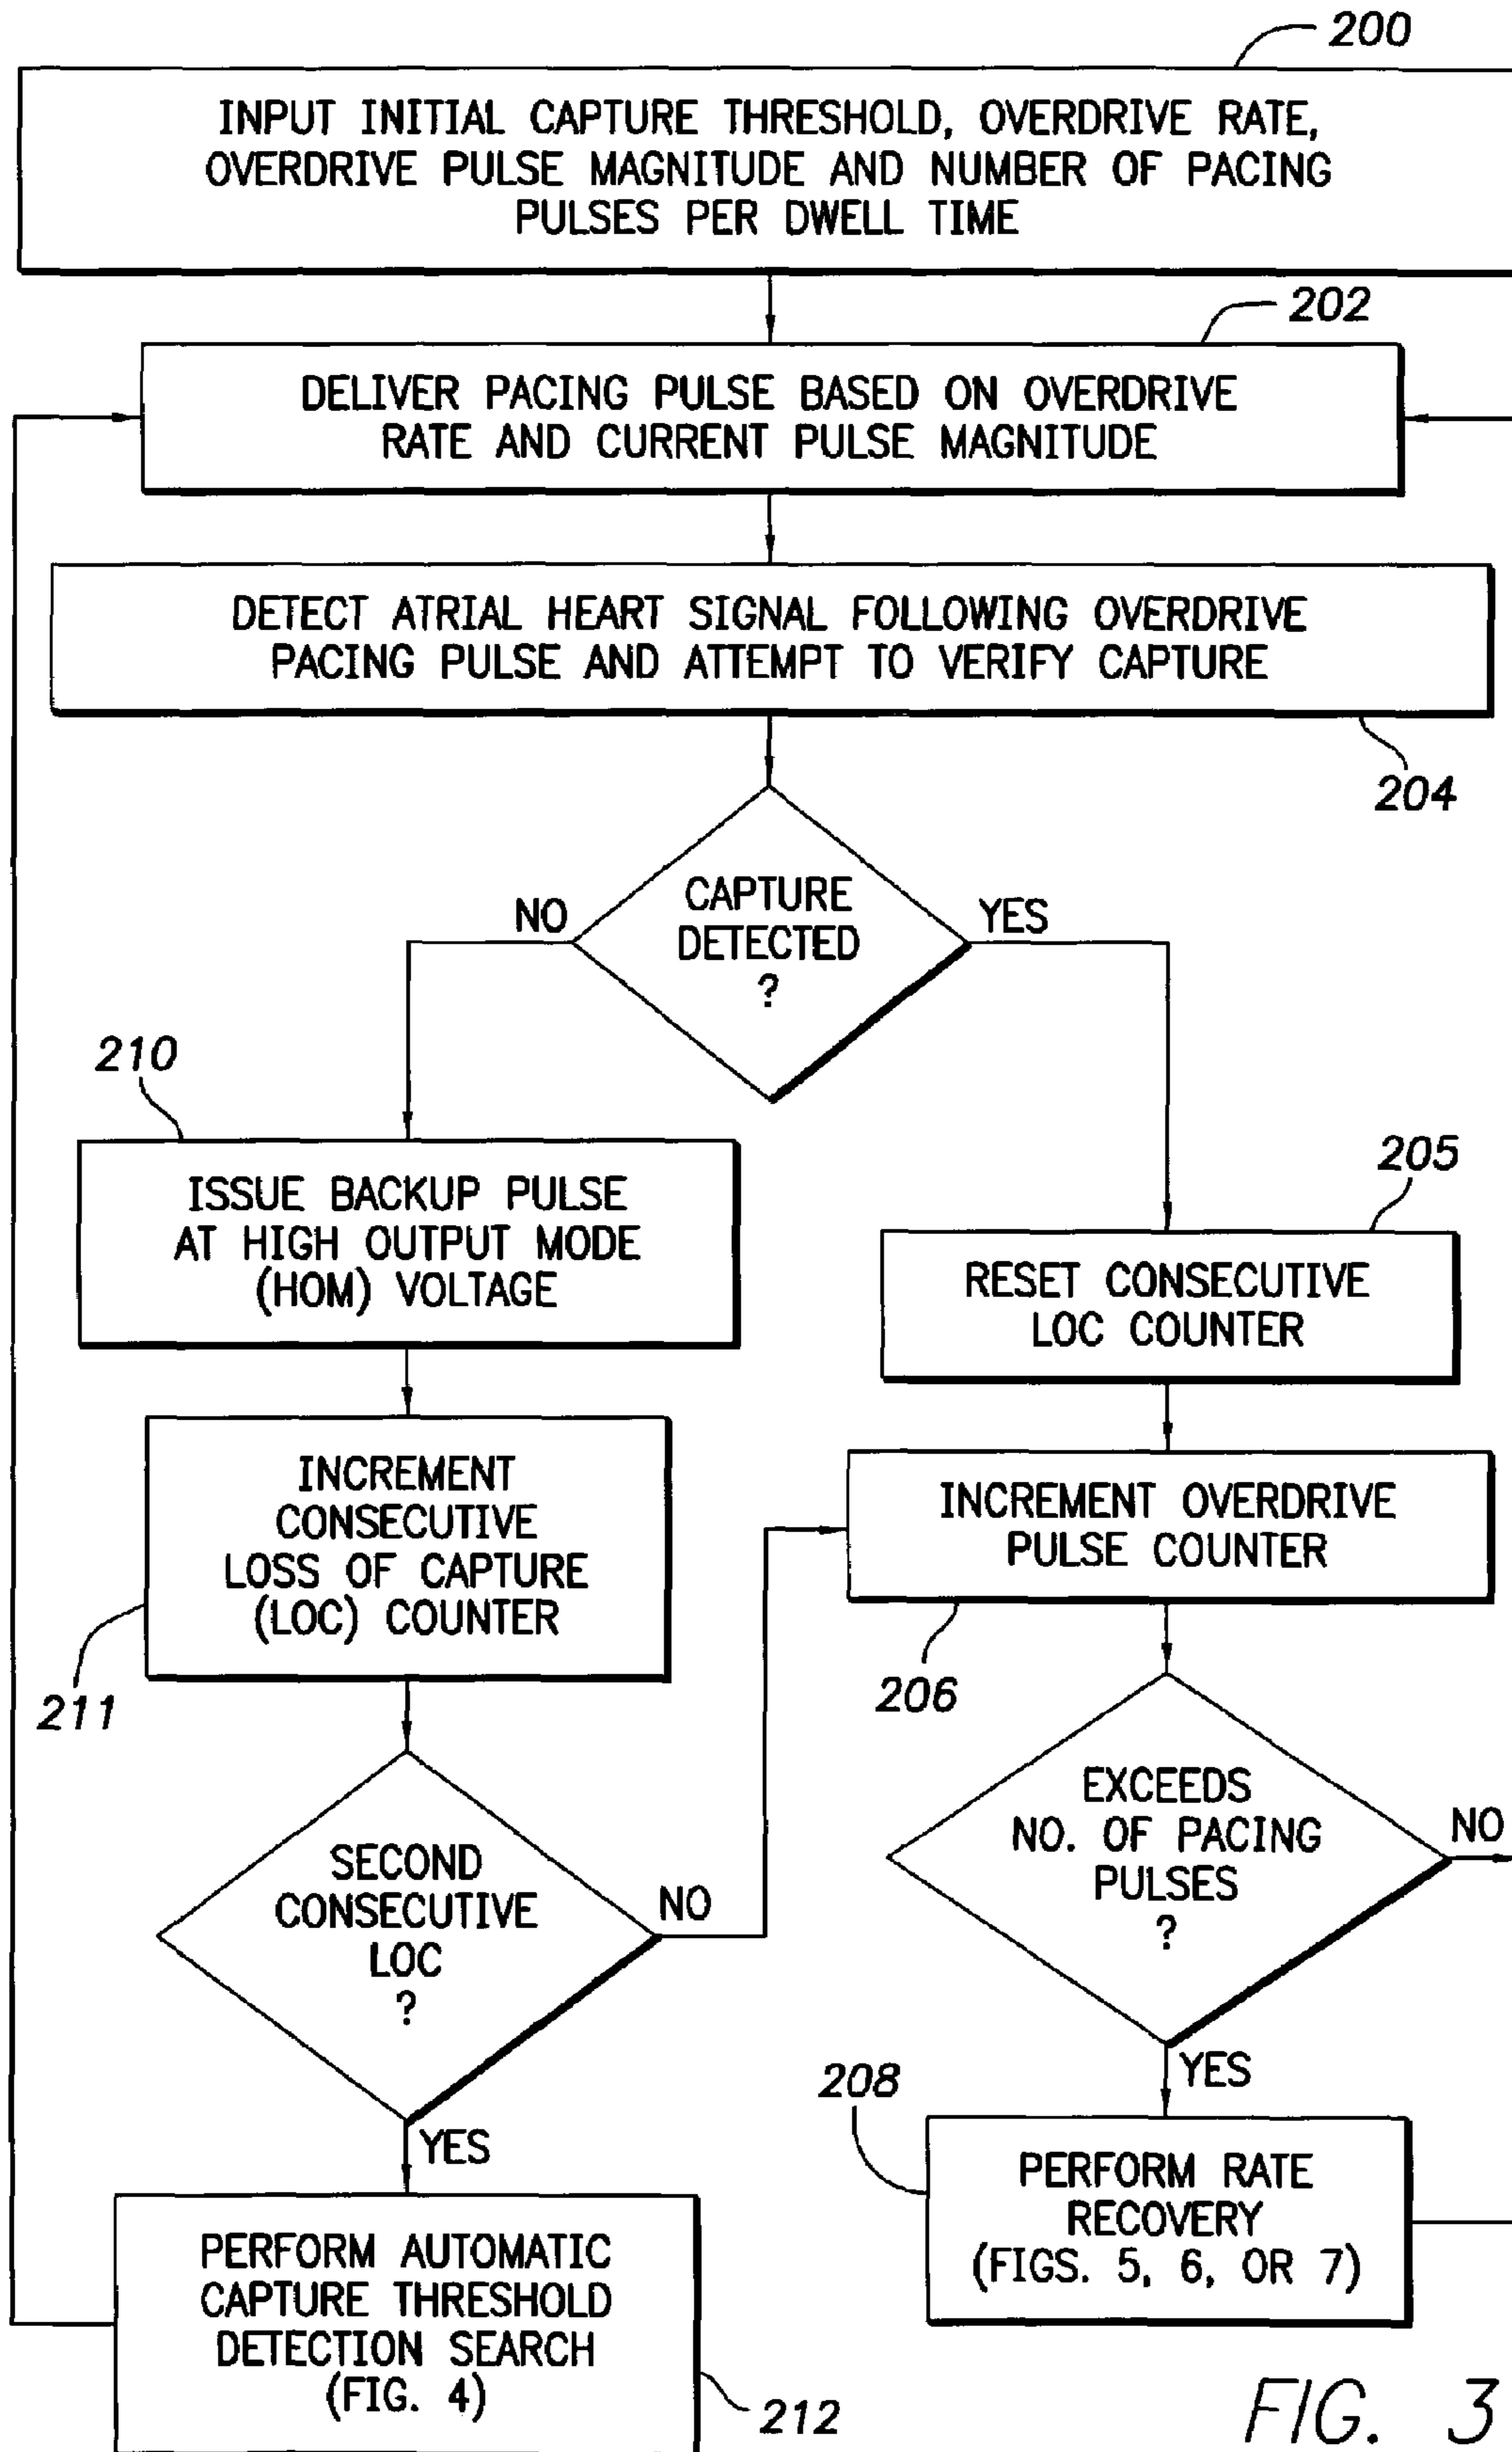 200
INPUT INITIAL CAPTURE THRESHOLD, OVERDRIVE RATE,
OVERDRIVE PULSE MAGNITUDE AND NUMBER OF PACING
PULSES PER DWELL TIME
202
DELIVER PACING PULSE BASED ON OVERDRIVE
RATE AND CURRENT PULSE MAGNITUDE
DETECT ATRIAL HEART SIGNAL FOLLOWING OVERDRIVE
PACING PULSE AND ATTEMPT TO VERIFY CAPTURE
204
CAPTURE
DETECTED
?
NO
YES
210
ISSUE BACKUP PULSE
AT HIGH OUTPUT MODE
(HOM) VOLTAGE
205
RESET CONSECUTIVE
LOC COUNTER
INCREMENT
CONSECUTIVE
LOSS OF CAPTURE
(LOC) COUNTER
211
INCREMENT OVERDRIVE
PULSE COUNTER
206
SECOND
CONSECUTIVE
LOC
?
NO
YES
EXCEEDS
NO. OF PACING
PULSES
?
NO
YES
208
PERFORM RATE
RECOVERY
(FIGS. 5, 6, OR 7)
PERFORM AUTOMATIC
CAPTURE THRESHOLD
DETECTION SEARCH
(FIG. 4)
212
FIG. 3